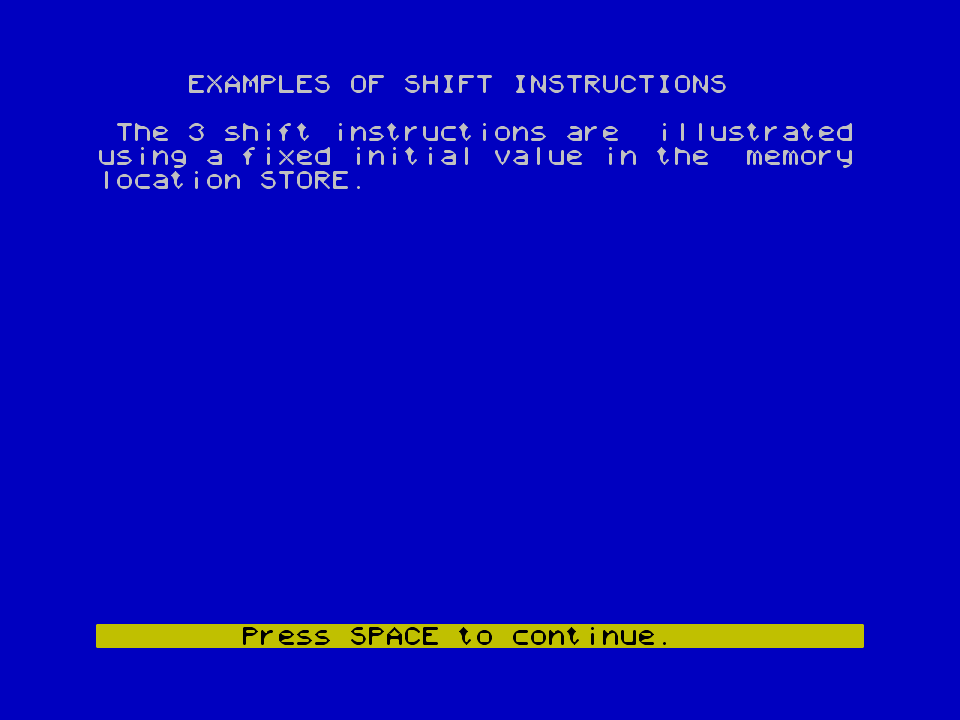 EXAMPLES OF SHIFT INSTRUCTIONS
The 3 shift instructions are illustrated
using a fixed initial value in the memory
location STORE.
Press SPACE to continue.